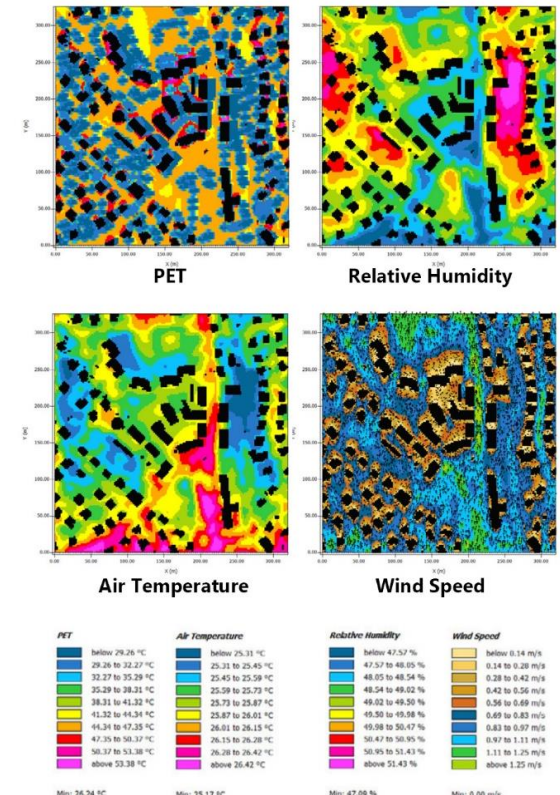 PET
Relative Humidity
Air Temperature
Wind Speed
PET
below 29.26 °C
29.26 to 32.27 °C
32.27 to 35.29 °C
35.29 to 38.31 °C
38.31 to 41.32 °C
41.32 to 44.34 °C
44.34 to 47.35 °C
47.35 to 50.37 °C
50.37 to 53.38 °C
above 53.38 °C
Air Temperature
below 25.31 °C
25.31 to 25.45 °C
25.45 to 25.59 °C
25.59 to 25.73 °C
25.73 to 25.87 °C
25.87 to 26.01 °C
26.01 to 26.15 °C
26.15 to 26.28 °C
26.28 to 26.42 °C
above 26.42 °C
Relative Humidity
below 47.57 %
47.57 to 48.05 %
48.05 to 48.54 %
48.54 to 49.02 %
49.02 to 49.50 %
49.50 to 49.98 %
49.98 to 50.47 %
50.47 to 50.95 %
50.95 to 51.43 %
above 51.43 %
Wind Speed
below 0.14 m/s
0.14 to 0.28 m/s
0.28 to 0.42 m/s
0.42 to 0.56 m/s
0.56 to 0.69 m/s
0.69 to 0.83 m/s
0.83 to 0.97 m/s
0.97 to 1.11 m/s
1.11 to 1.25 m/s
above 1.25 m/s